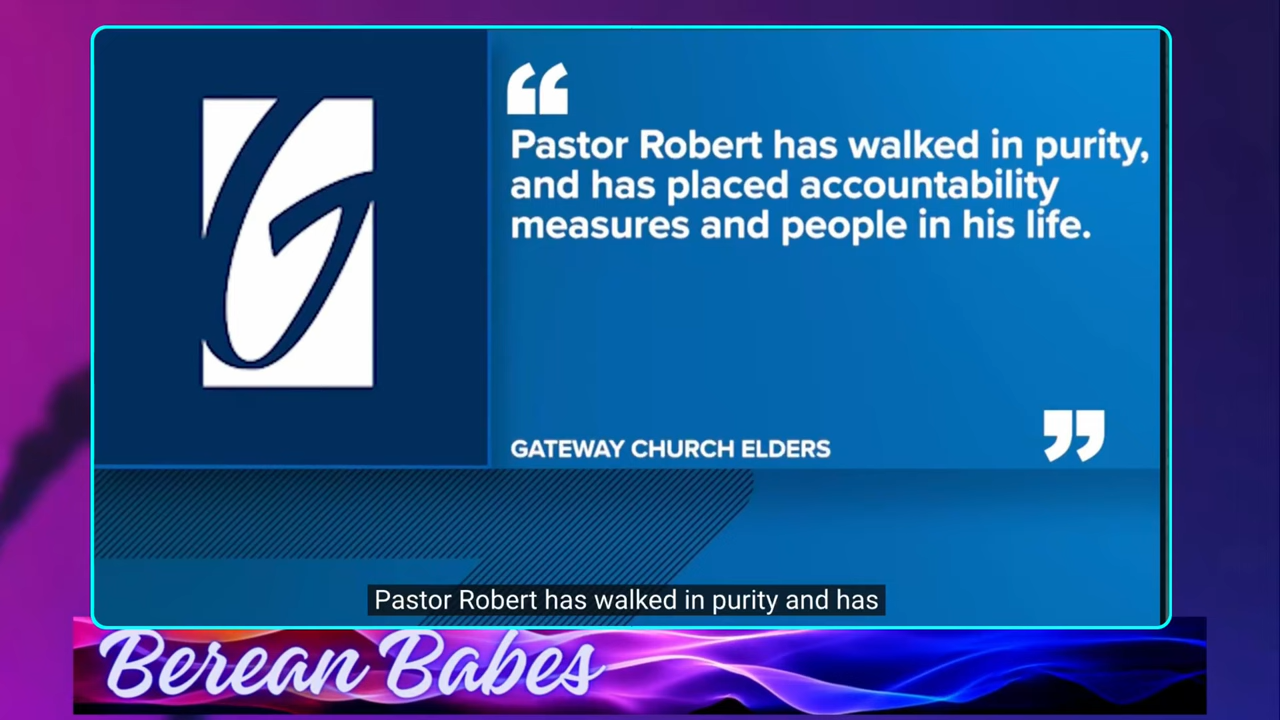 “
Pastor Robert has walked in purity,
and has placed accountability
measures and people in his life.
GATEWAY CHURCH ELDERS
”
G
Pastor Robert has walked in purity and has
Berean Babes